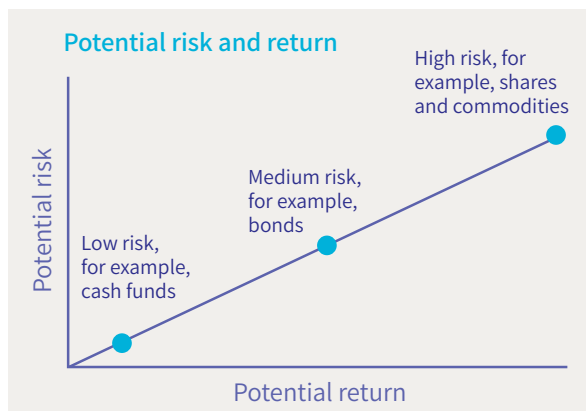 Potential risk and return
High risk, for
example, shares
and commodities
Medium risk,
for example,
bonds
Low risk,
for example,
cash funds
Potential risk
Potential return